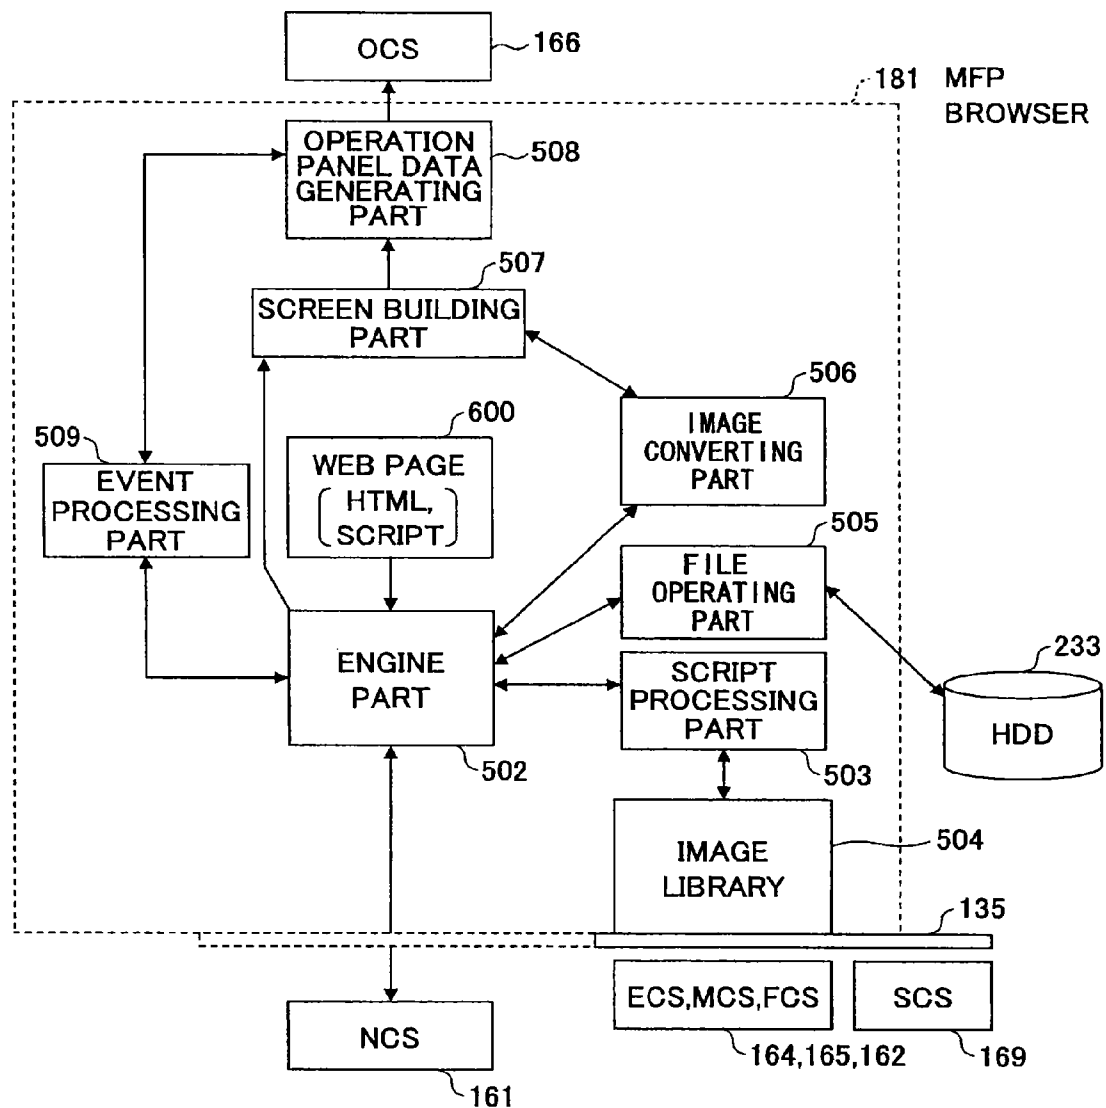 OCS
166
181 MFP
BROWSER
OPERATION
PANEL DATA
GENERATING
PART
508
507
SCREEN BUILDING
PART
506
IMAGE
CONVERTING
PART
600
WEB PAGE
HTML,
SCRIPT
509
EVENT
PROCESSING
PART
505
FILE
OPERATING
PART
ENGINE
PART
502
SCRIPT
PROCESSING
PART
503
233
HDD
IMAGE
LIBRARY
504
135
ECS,MCS,FCS
164,165,162
SCS
169
NCS
161